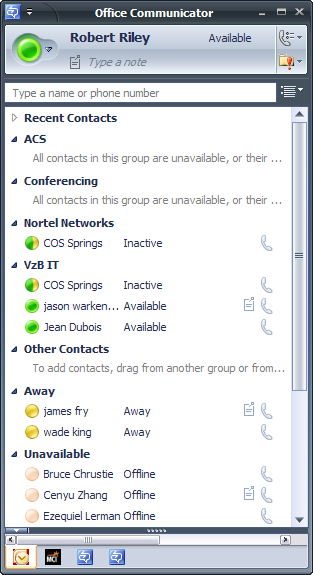 Office Communicator
Robert Riley Available
Type a note
Type a name or phone number
Recent Contacts
ACS
All contacts in this group are unavailable, or their ...
Conferencing
All contacts in this group are unavailable, or their ...
Nortel Networks
COS Springs Inactive
VzB IT
COS Springs Inactive
jason warken... Available
Jean Dubois Available
Other Contacts
To add contacts, drag from another group or from...
Away
james fry Away
wade king Away
Unavailable
Bruce Chrustie Offline
Cenyu Zhang Offline
Ezequiel Lerman Offline
MCI